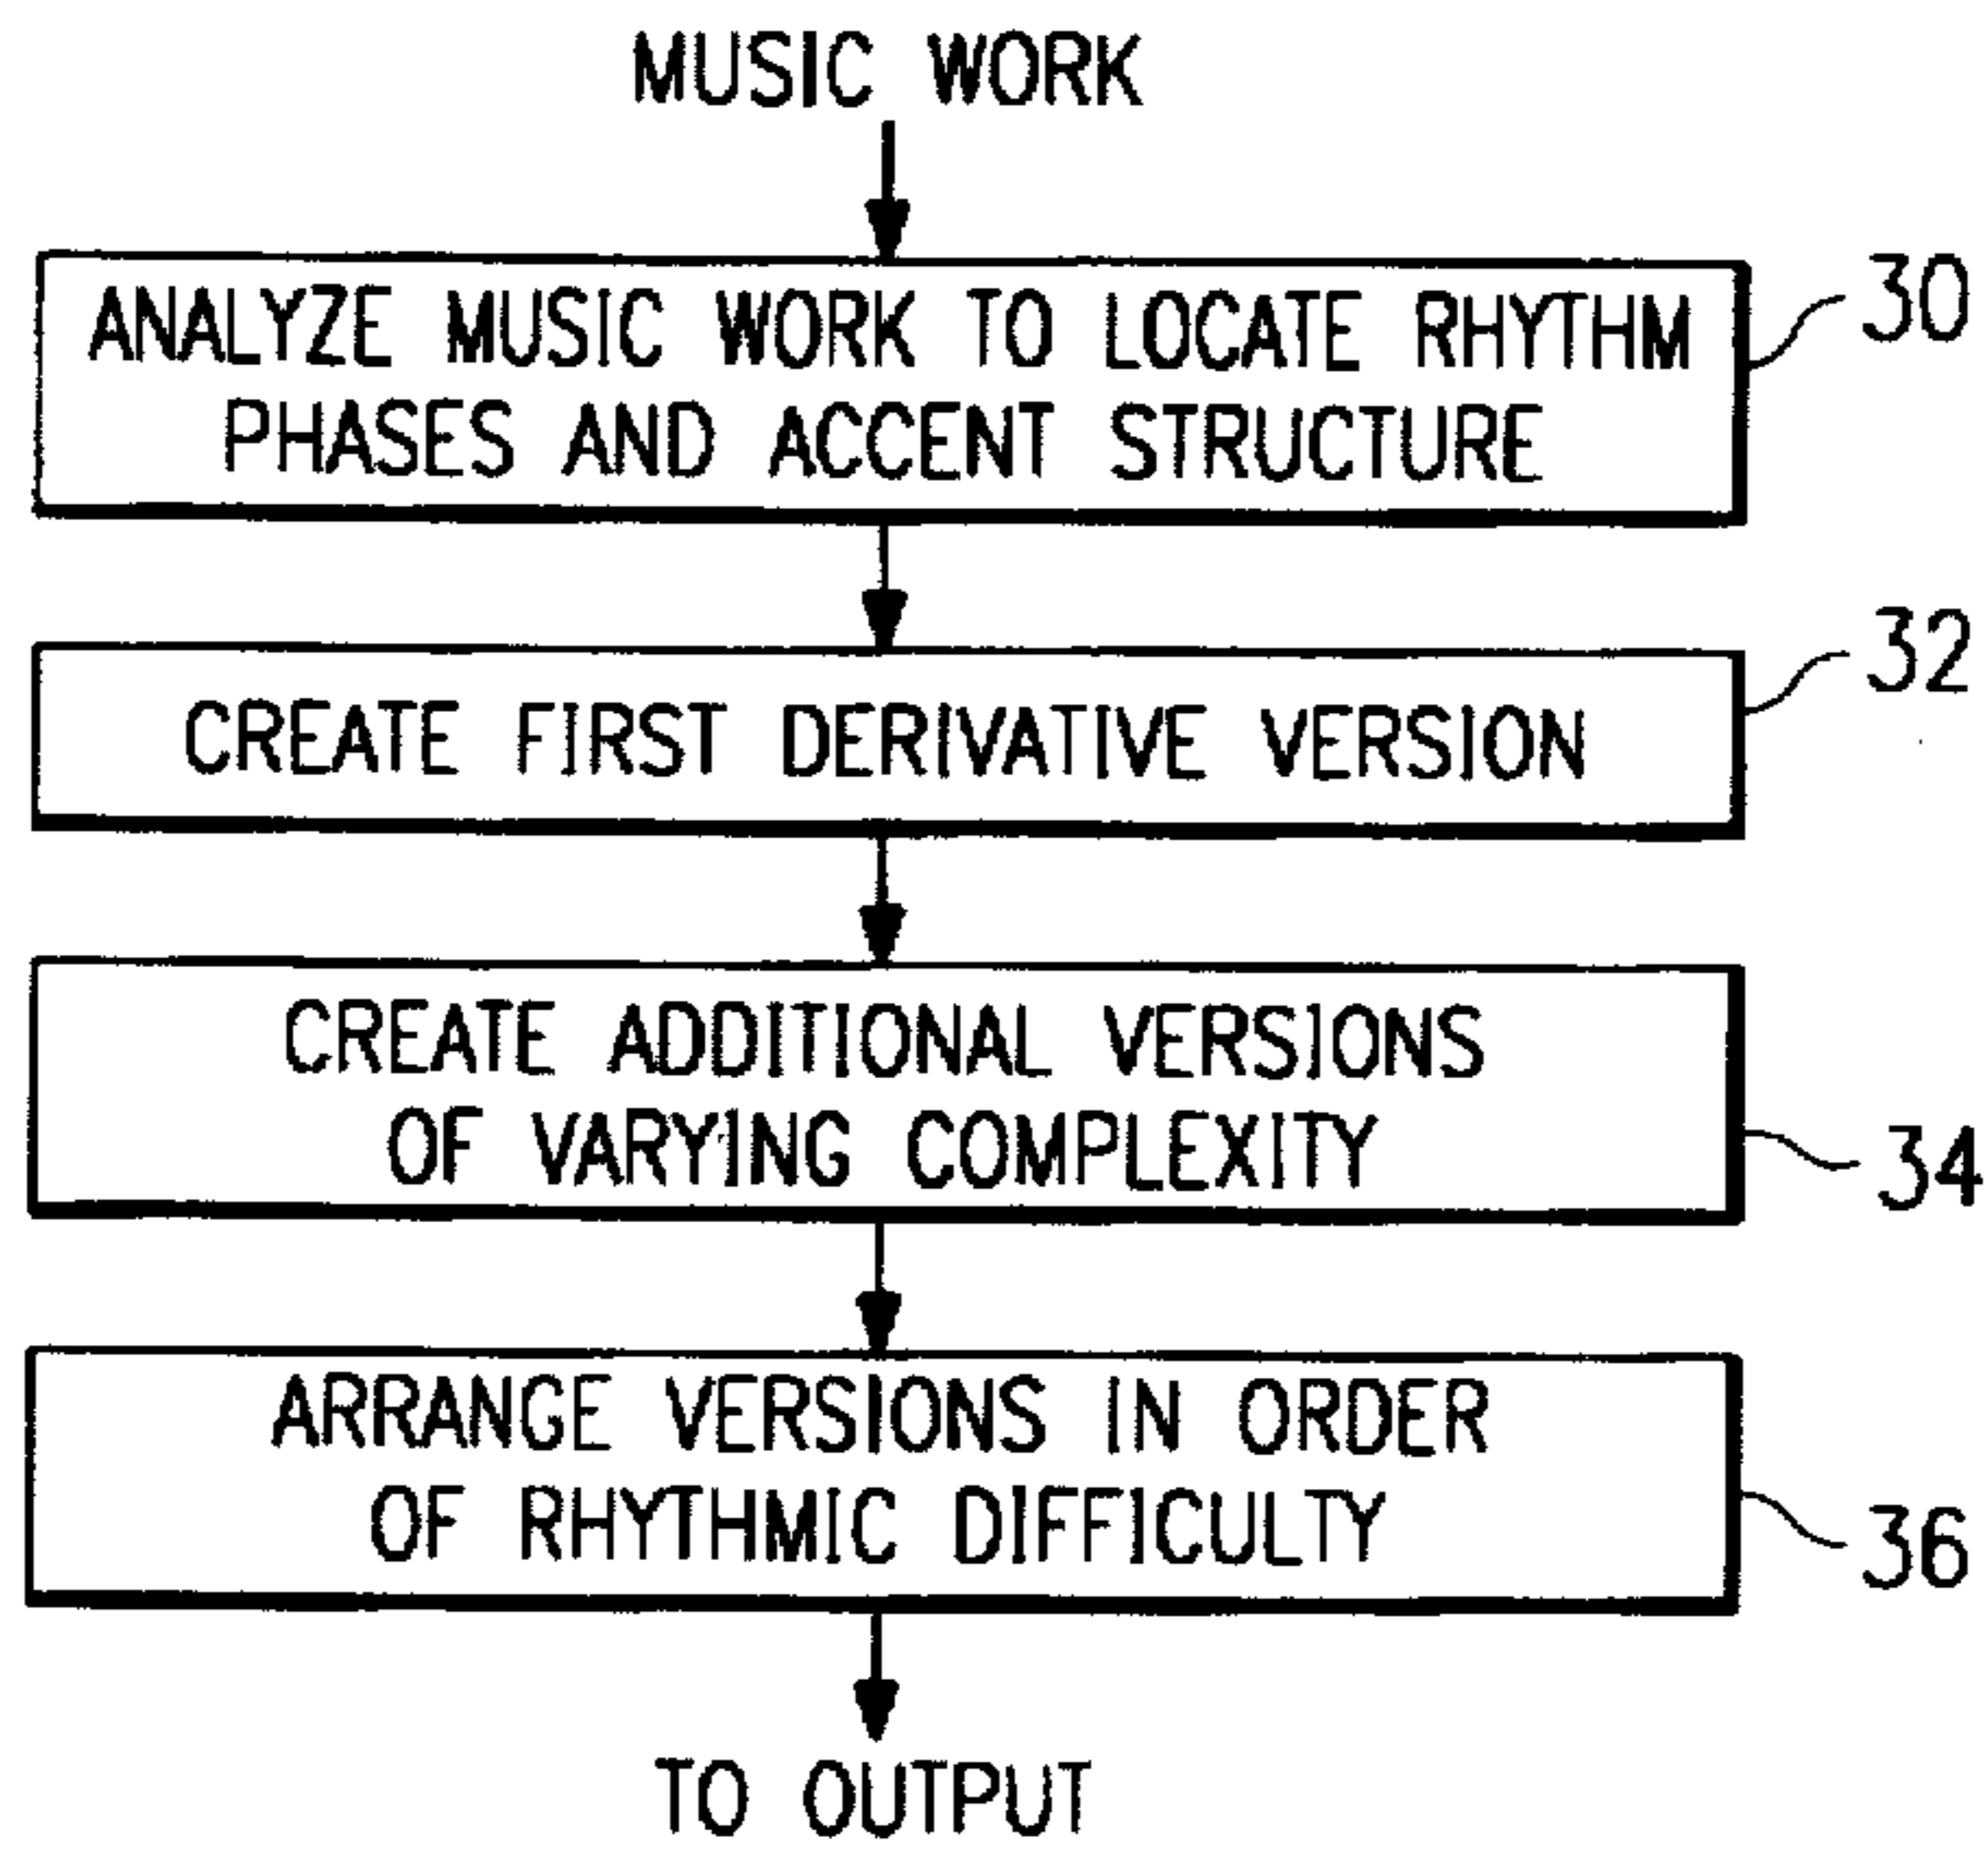 MUSIC WORK
ANALYZE MUSIC WORK TO LOCATE RHYTHM
PHASES AND ACCENT STRUCTURE
30
CREATE FIRST DERIVATIVE VERSION
32
CREATE ADDITIONAL VERSIONS
OF VARYING COMPLEXITY
34
ARRANGE VERSIONS IN ORDER
OF RHYTHMIC DIFFICULTY
36
TO OUTPUT